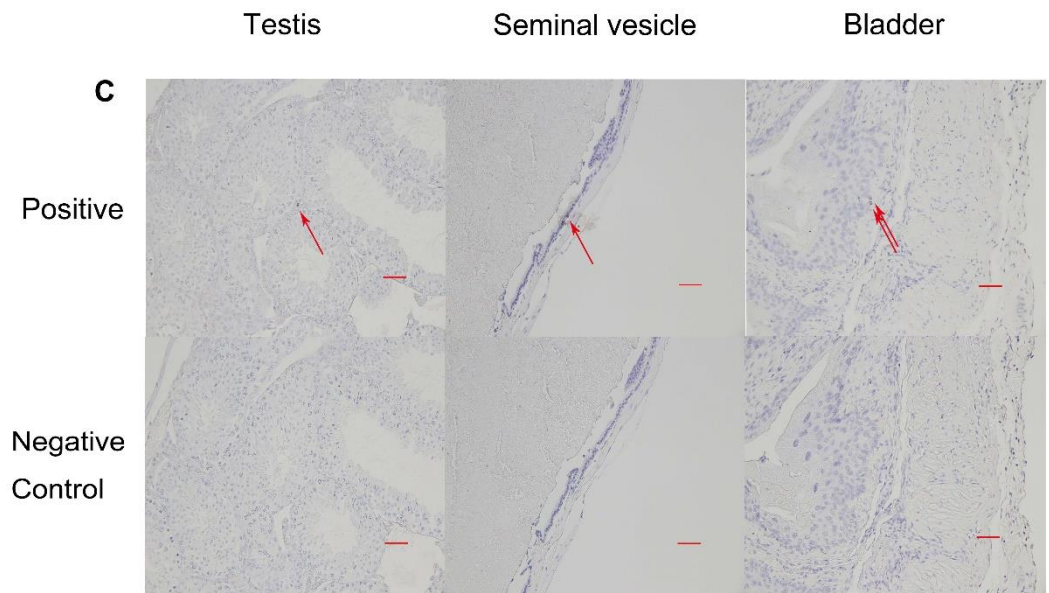 Testis Seminal vesicle Bladder
C
Positive
Negative
Control